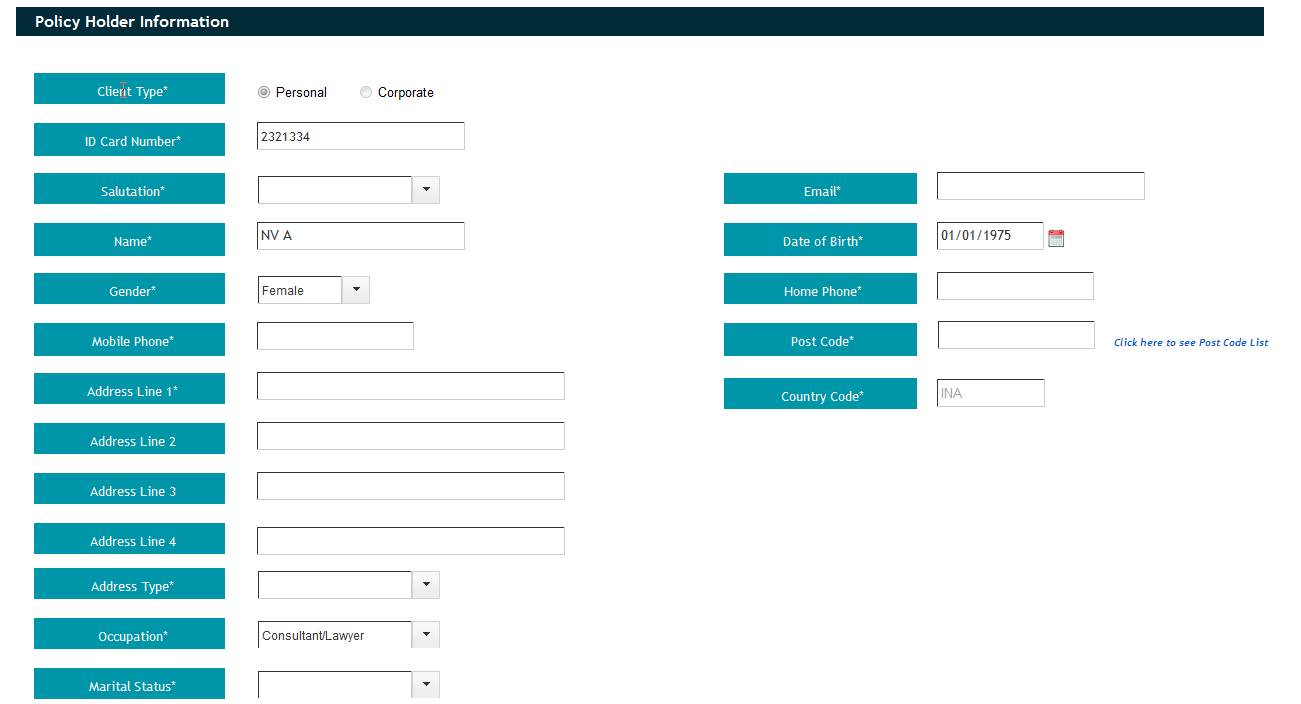 Policy Holder Information
Client Type*
Personal
Corporate
ID Card Number*
2321334
Salutation*
Email*
Name*
NV A
Date of Birth*
01/01/1975
Gender*
Female
Home Phone*
Mobile Phone*
Post Code*
Click here to see Post Code List
Address Line 1*
Country Code*
INA
Address Line 2
Address Line 3
Address Line 4
Address Type*
Occupation*
Consultant/Lawyer
Marital Status*